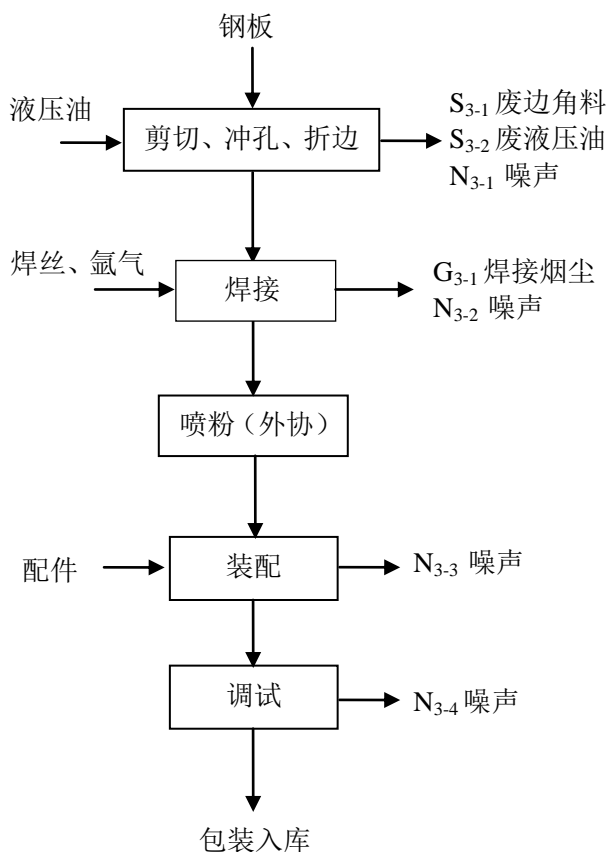 钢板
液压油
剪切、冲孔、折边
S3-1 废边角料
S3-2 废液压油
N3-1 噪声
焊丝、氩气
焊接
G3-1 焊接烟尘
N3-2 噪声
喷粉（外协）
配件
装配
N3-3 噪声
调试
N3-4 噪声
包装入库